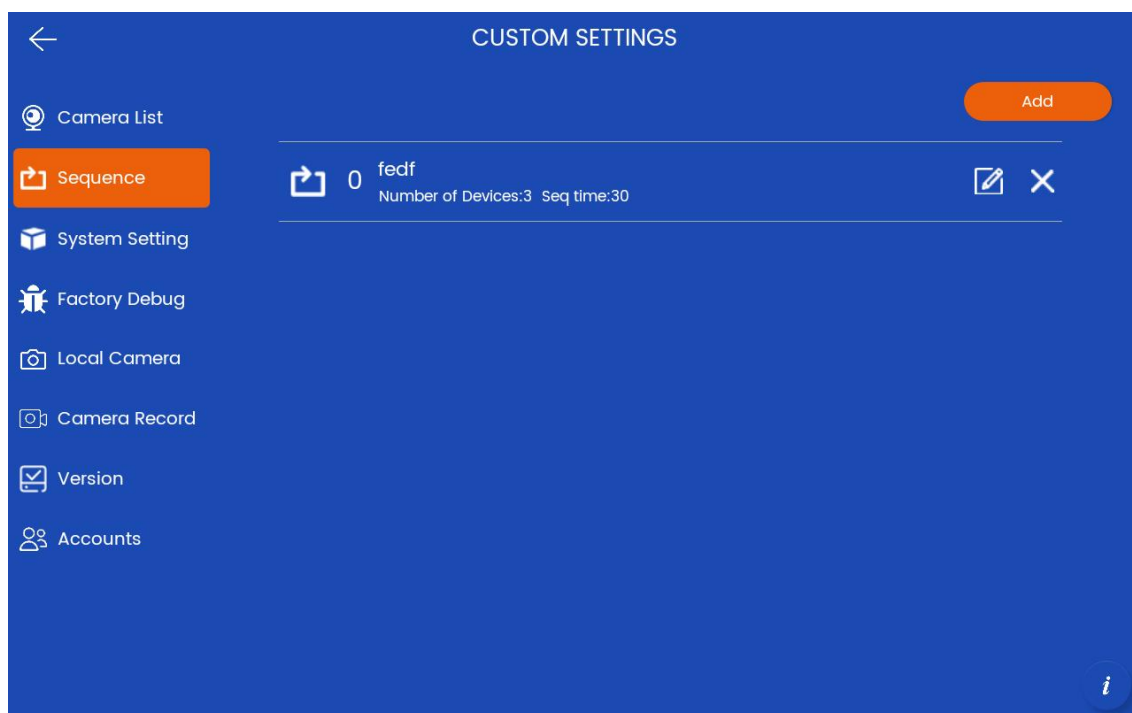 CUSTOM SETTINGS
Add
Camera List
Sequence
System Setting
Factory Debug
Local Camera
Camera Record
Version
Accounts
0
fedf
Number of Devices:3 Seq time:30
i